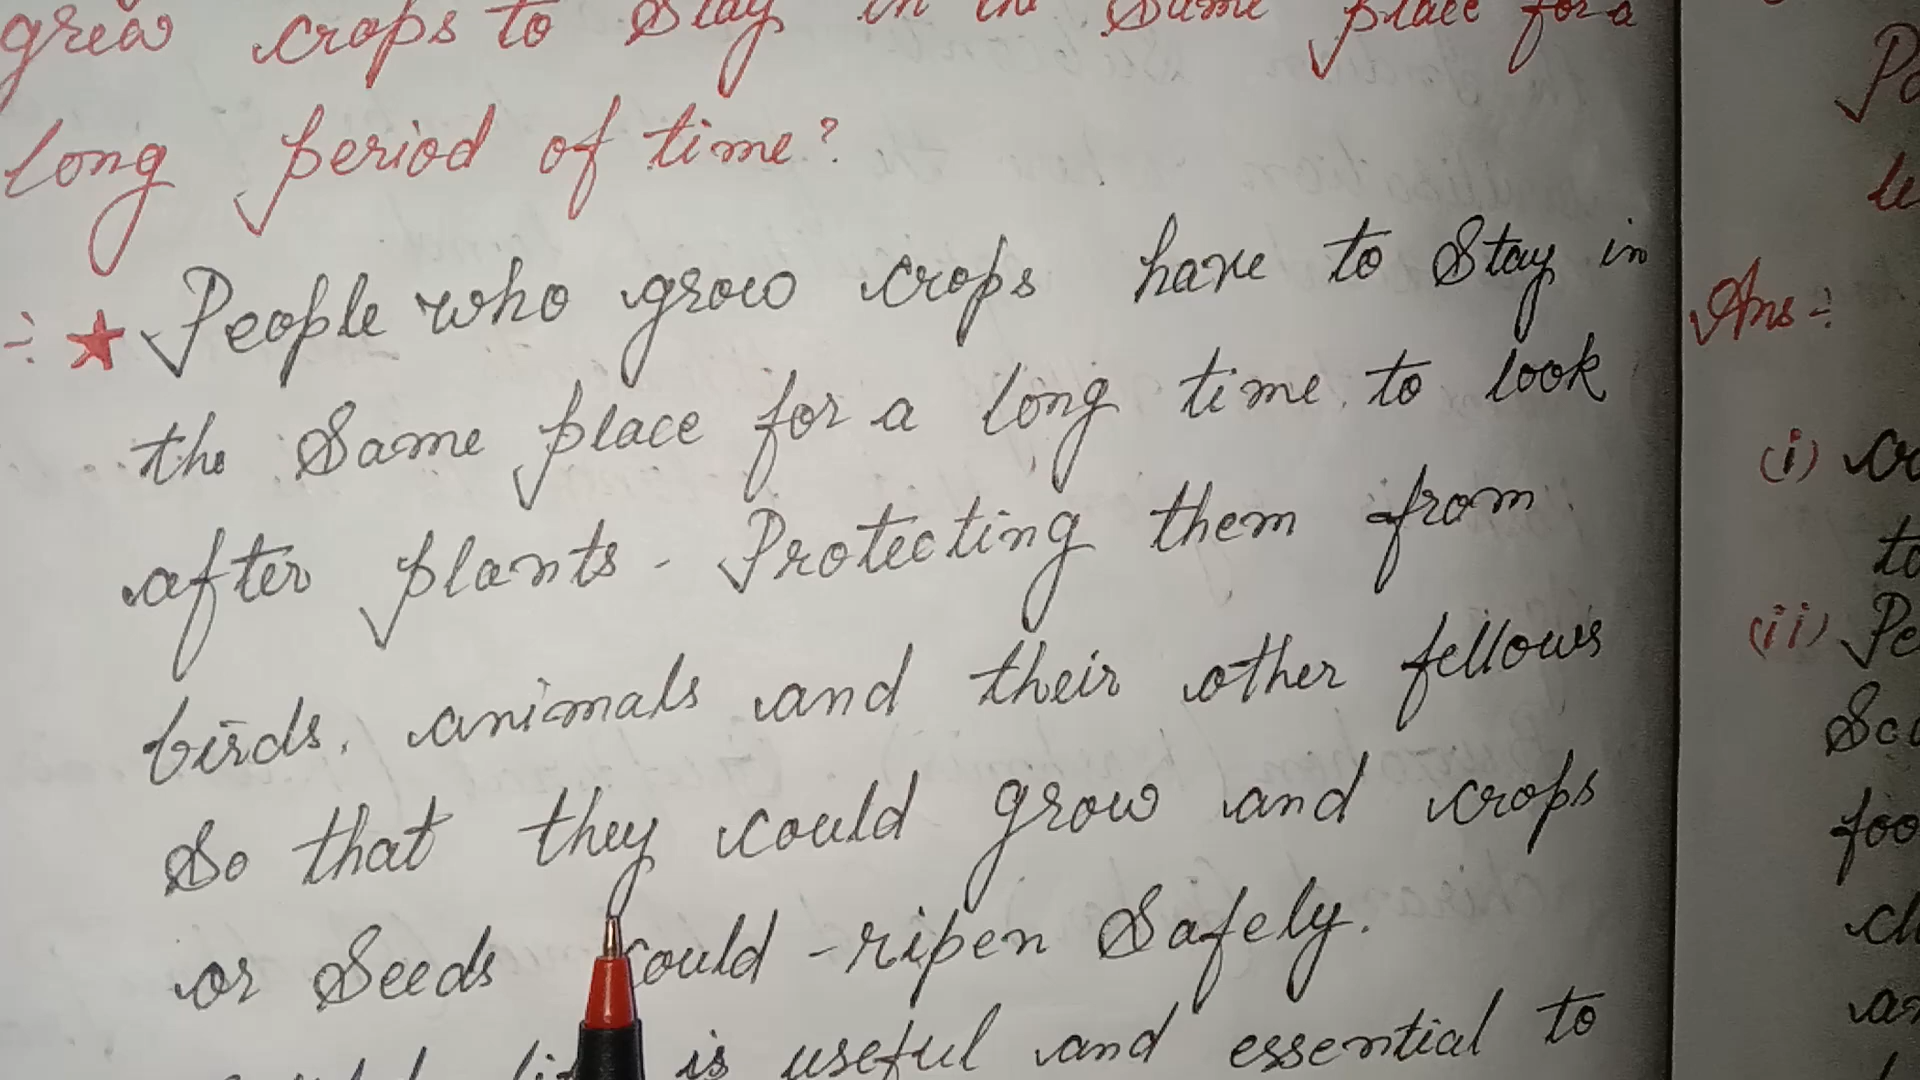 grew crops to stay in the same place for a
long period of time?
÷ ★ People who grow crops have to stay in
the same place for a long time to look
after plants. Protecting them from
birds, animals and their other fellows
So that they could grow and crops
or seeds could ripen safely.
is useful and essential to
Ans ÷
(i)
to
(ii) Pe
foo